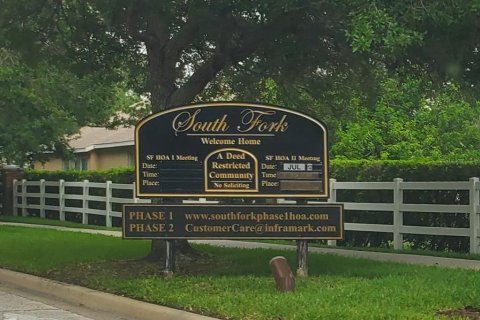 South Fork
Welcome Home
SF HOA I Meeting
Date:
Time:
Place:
A Deed
Restricted
Community
No Soliciting
SF HOA II Meeting
Date: JUL
Time:
Place:
PHASE 1 www.southforkphase1hoa.com
PHASE 2 CustomerCare@inframark.com